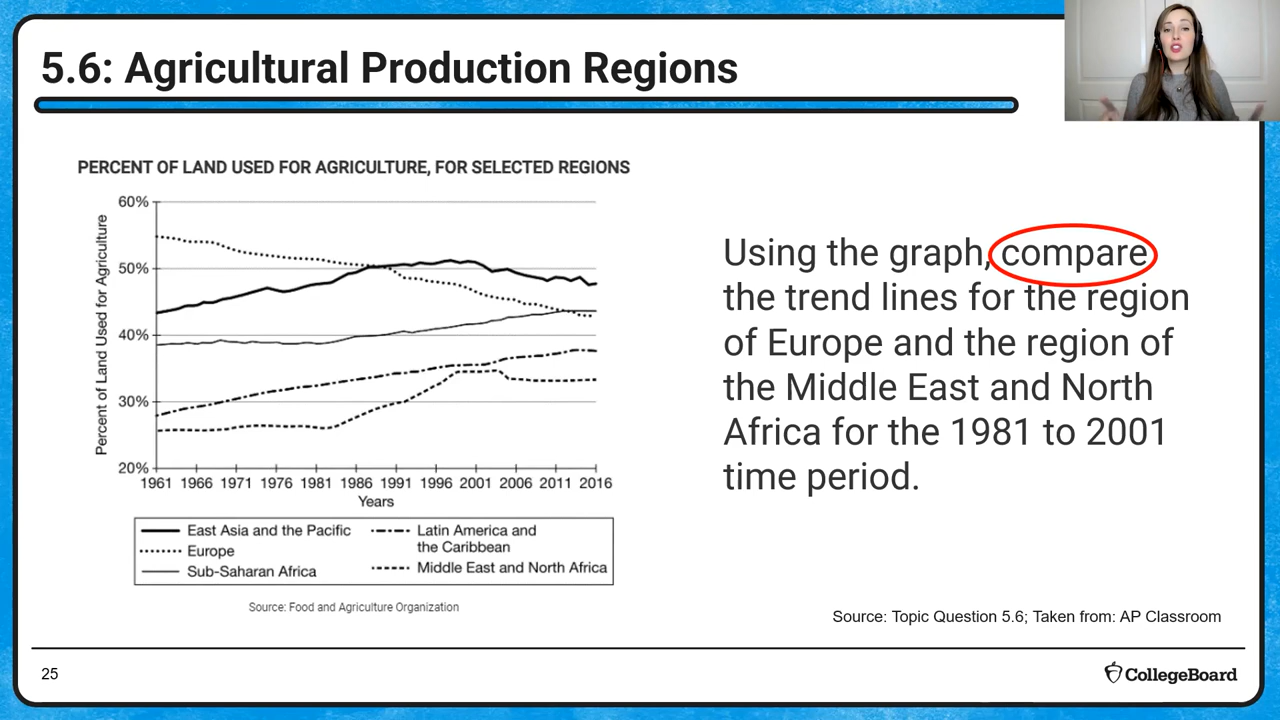 5.6: Agricultural Production Regions
PERCENT OF LAND USED FOR AGRICULTURE, FOR SELECTED REGIONS
Percent of Land Used for Agriculture
60%
50%
40%
30%
20%
1961 1966 1971 1976 1981 1986 1991 1996 2001 2006 2011 2016
Years
East Asia and the Pacific
Europe
Sub-Saharan Africa
Latin America and
the Caribbean
Middle East and North Africa
Source: Food and Agriculture Organization
Using the graph, compare
the trend lines for the region
of Europe and the region of
the Middle East and North
Africa for the 1981 to 2001
time period.
Source: Topic Question 5.6; Taken from: AP Classroom
25
CollegeBoard